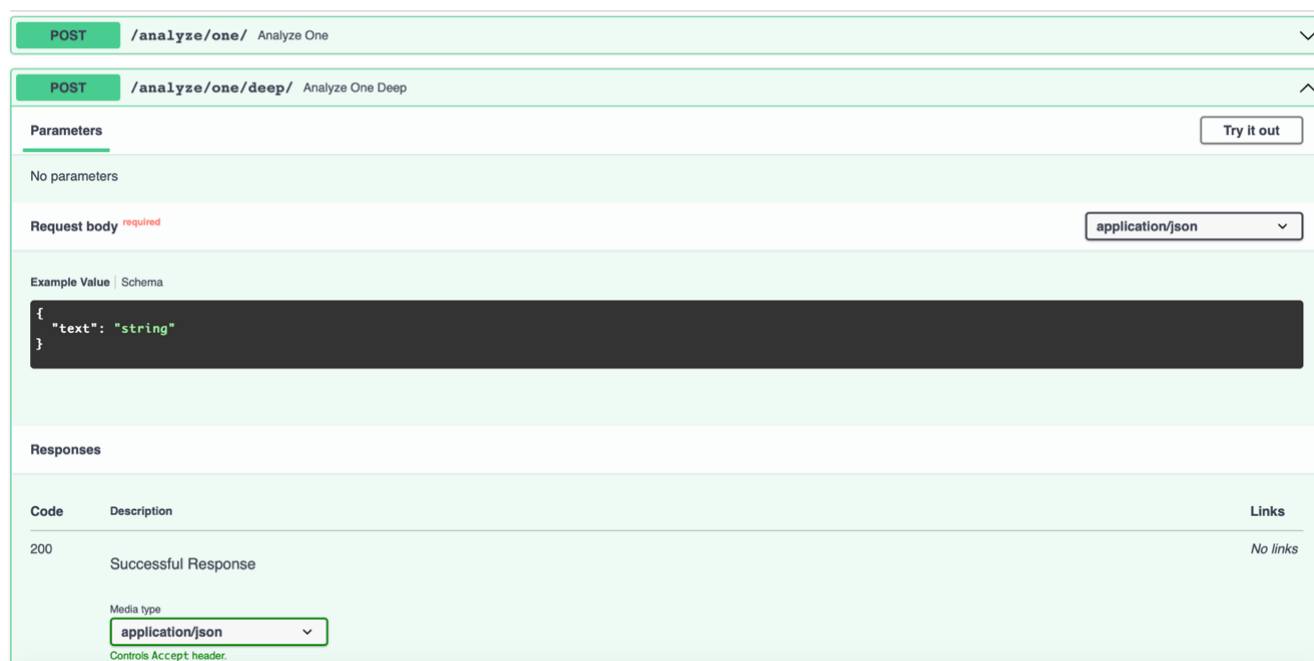 POST /analyze/one/ Analyze One
POST /analyze/one/deep/ Analyze One Deep
Parameters Try it out
No parameters
Request body required application/json
Example Value Schema
{
"text": "string"
}
Responses
Code Description Links
200 No links
Successful Response
Media type
application/json
Controls Accept header.